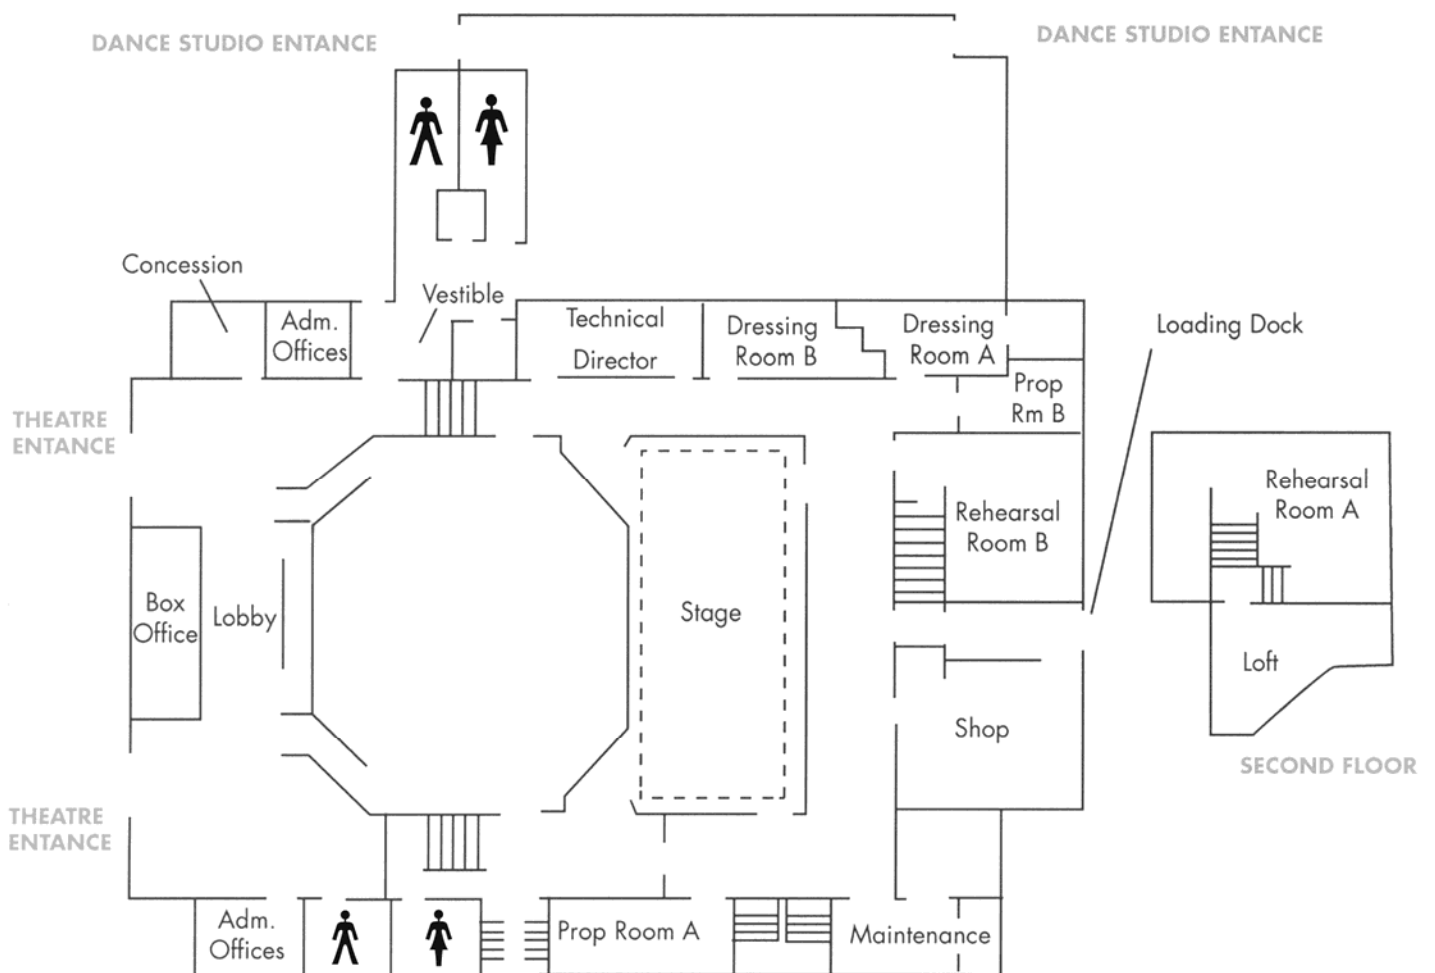 DANCE STUDIO ENTANCE
DANCE STUDIO ENTANCE
Concession
Vestible
Adm.
Offices
Technical
Director
Dressing
Room B
Dressing
Room A
Loading Dock
Prop
Rm B
THEATRE
ENTANCE
Rehearsal
Room A
Rehearsal
Room B
Box
Office
Lobby
Stage
Loft
Shop
SECOND FLOOR
THEATRE
ENTANCE
Adm.
Offices
Prop Room A
Maintenance